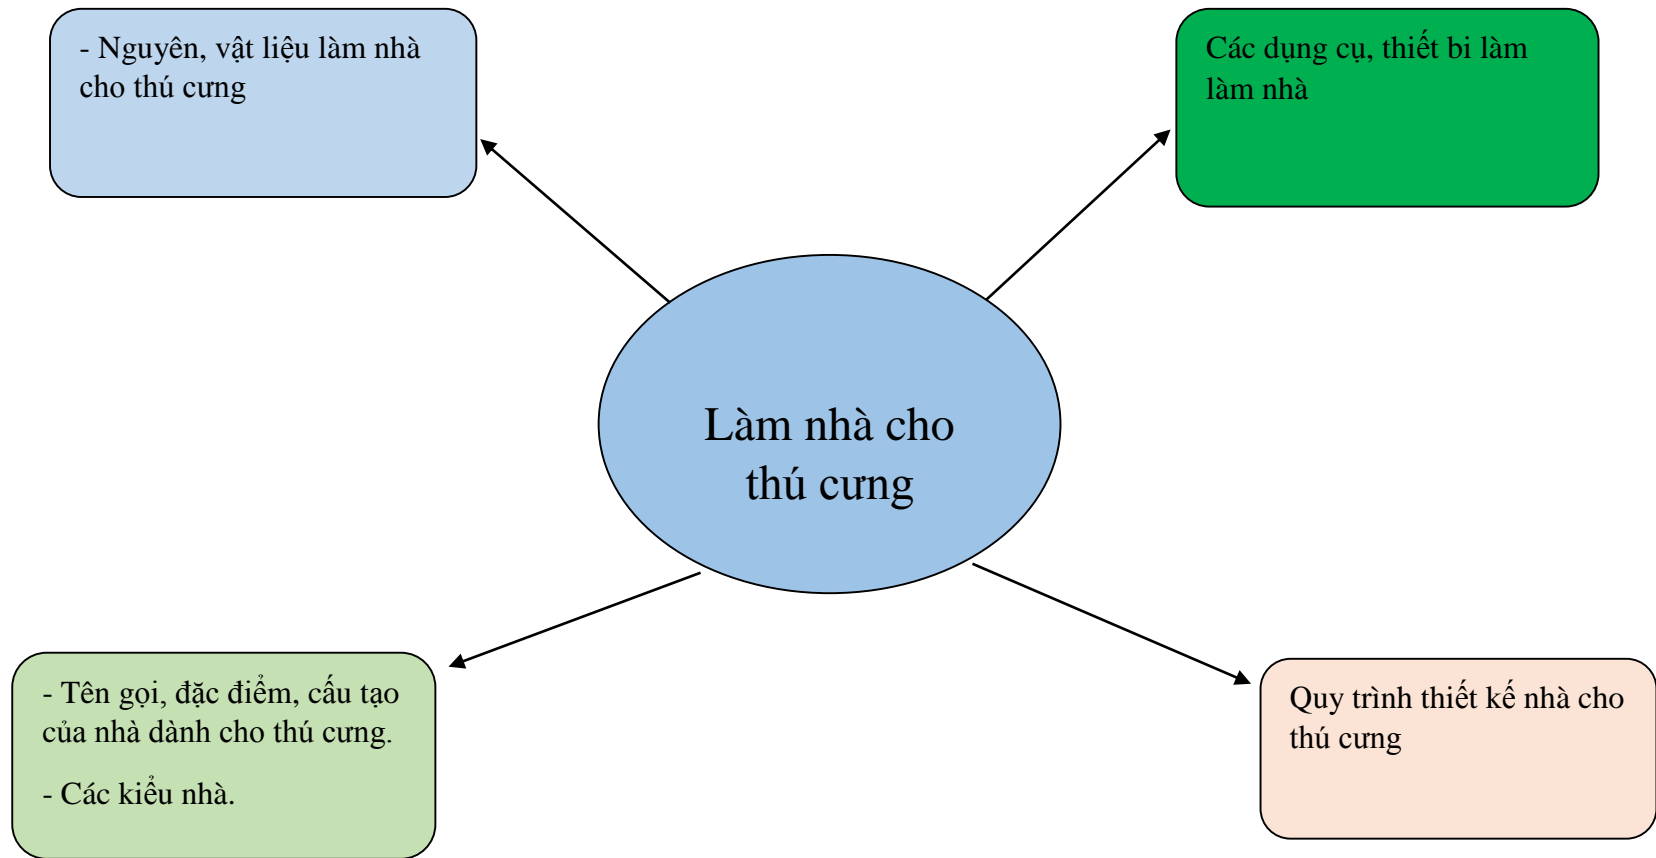 - Nguyên, vật liệu làm nhà
cho thú cưng
Các dụng cụ, thiết bi làm
làm nhà
Làm nhà cho
thú cưng
- Tên gọi, đặc điểm, cấu tạo
của nhà dành cho thú cưng.
- Các kiểu nhà.
Quy trình thiết kế nhà cho
thú cưng